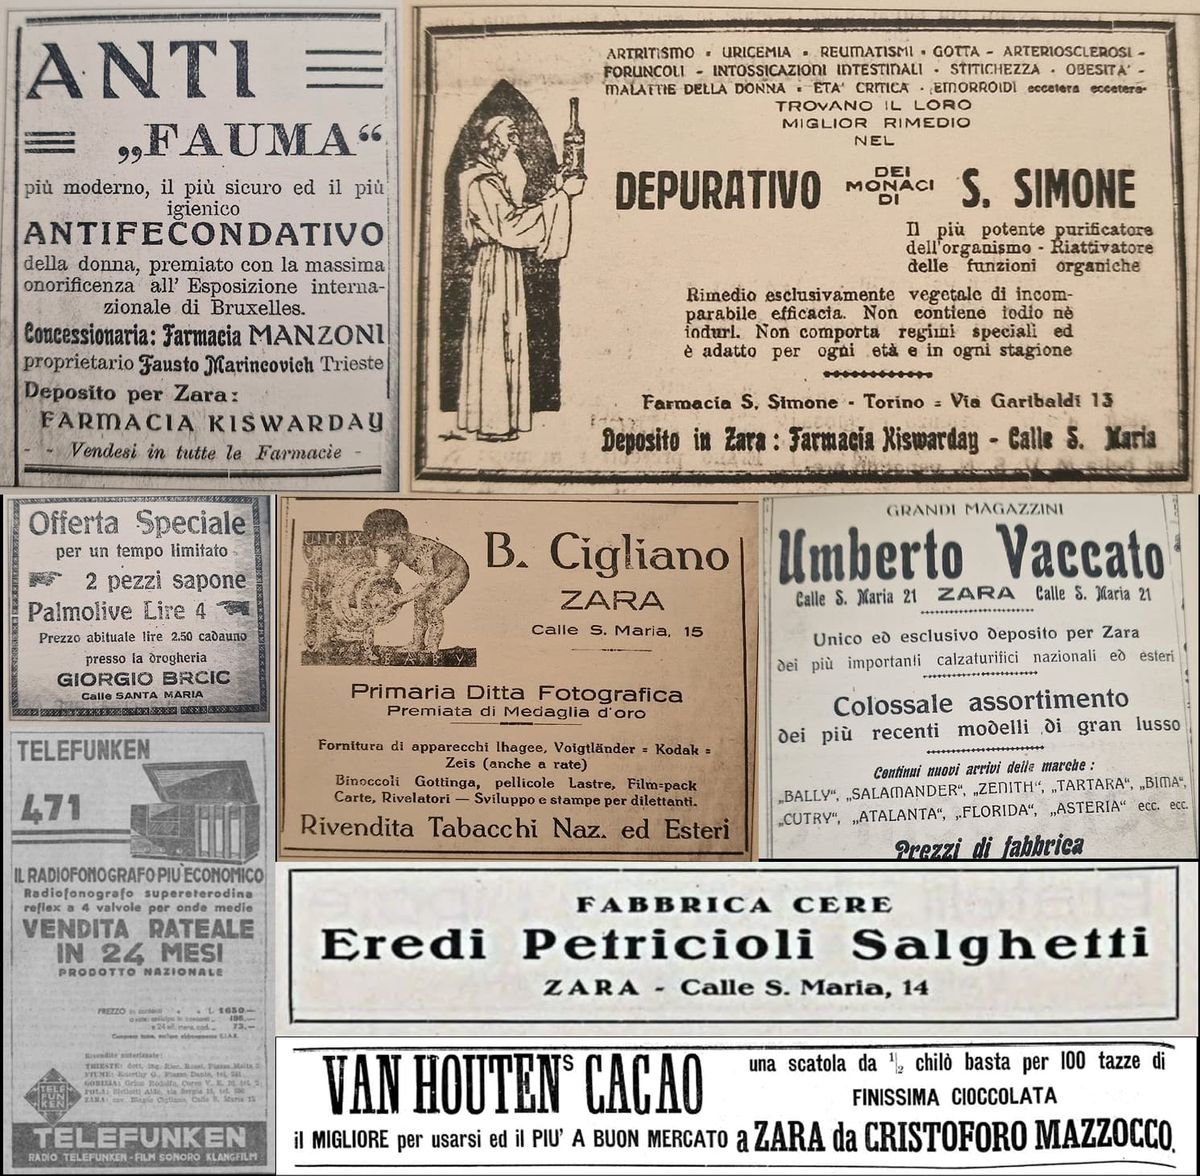 ANTI
„FAUMA“
più moderno, il più sicuro ed il più
igienico
ANTIFECONDATIVO
della donna, premiato con la massima
onorificenza all' Esposizione interna-
zionale di Bruxelles.
Concessionaria: Farmacia MANZONI
proprietario Fausto Marincovich Trieste
Deposito per Zara:
FARMACIA KISWARDAY
- - Vendesi in tutte le Farmacie -
ARTRITISMO - URICEMIA - REUMATISMI - GOTTA - ARTERIOSCLEROSI -
FORUNCOLI - INTOSSICAZIONI INTESTINALI - STITICHEZZA - OBESITA' -
MALATTIE DELLA DONNA - ETA' CRITICA - EMORROIDI eccetera eccetera-
TROVANO IL LORO
MIGLIOR RIMEDIO
NEL
DEPURATIVO DEI MONACI DI S. SIMONE
Il più potente purificatore
dell'organismo - Riattivatore
delle funzioni organiche
Rimedio esclusivamente vegetale di incom-
parabile efficacia. Non contiene iodio nè
iodurI. Non comporta regimi speciali ed
è adatto per ogni età e in ogni stagione
Farmacia S. Simone - Torino = Via Garibaldi 13
Deposito in Zara : Farmacia Kiswarday - Calle S. Maria
Offerta Speciale
per un tempo limitato
2 pezzi sapone
Palmolive Lire 4
Prezzo abituale lire 2.50 cadauno
presso la drogheria
GIORGIO BRCIC
Calle SANTA MARIA
B. Cigliano
ZARA
Calle S. Maria, 15
BABY
Primaria Ditta Fotografica
Premiata di Medaglia d'oro
Fornitura di apparecchi Ihagee, Voigtländer = Kodak =
Zeis (anche a rate)
Binoccoli Gottinga, pellicole Lastre, Film-pack
Carte, Rivelatori — Sviluppo e stampe per dilettanti.
Rivendita Tabacchi Naz. ed Esteri
GRANDI MAGAZZINI
Umberto Vaccato
Calle S. Maria 21 ZARA Calle S. Maria 21
Unico ed esclusivo deposito per Zara
dei più importanti calzaturifici nazionali ed esteri
Colossale assortimento
dei più recenti modelli di gran lusso
Continui nuovi arrivi delle marche :
„BALLY“, „SALAMANDER“, „ZENITH“, „TARTARA“, „BIMA“,
„CUTRY“, „ATALANTA“, „FLORIDA“, „ASTERIA“ ecc. ecc.
Prezzi di fabbrica
TELEFUNKEN
471
IL RADIOFONOGRAFO PIÙ ECONOMICO
Radiofonografo supereterodina
reflex a 4 valvole per onde medie
VENDITA RATEALE
IN 24 MESI
PRODOTTO NAZIONALE
PREZZO in contanti L. 1650.-
Rivendite autorizzate:
TELEFUNKEN
TELEFUNKEN
RADIO TELEFUNKEN - FILM SONORO KLANGFILM
FABBRICA CERE
Eredi Petricioli Salghetti
ZARA - Calle S. Maria, 14
VAN HOUTENS CACAO
una scatola da 1/2 chilò basta per 100 tazze di
FINISSIMA CIOCCOLATA
il MIGLIORE per usarsi ed il PIU' A BUON MERCATO a ZARA da CRISTOFORO MAZZOCCO.